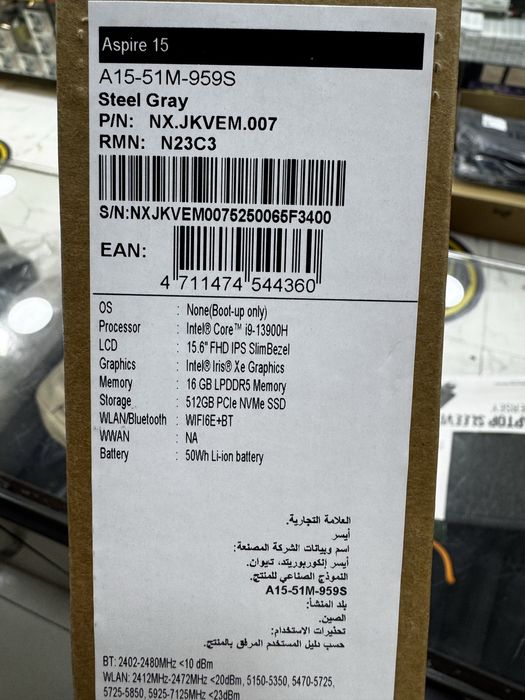 Aspire 15
A15-51M-959S
Steel Gray
P/N: NX.JKVEM.007
RMN: N23C3
S/N:NXJKVEM0075250065F3400
EAN:
4 711474 544360
OS : None(Boot-up only)
Processor : Intel® Core™ i9-13900H
LCD : 15.6" FHD IPS SlimBezel
Graphics : Intel® Iris® Xe Graphics
Memory : 16 GB LPDDR5 Memory
Storage : 512GB PCIe NVMe SSD
WLAN/Bluetooth : WIFI6E+BT
WWAN : NA
Battery : 50Wh Li-ion battery
العلامة التجارية.
أيسر
اسم وبيانات الشركة المصنعة:
أيسر إنكوربوريتد، تيوان.
النموذج الصناعي للمنتج.
A15-51M-959S
بلد المنشأ:
الصين.
تحذيرات الاستخدام:
حسب دليل المستخدم المرفق بالمنتج.
BT: 2402-2480MHz <10 dBm
WLAN: 2412MHz-2472MHz <20dBm, 5150-5350, 5470-5725,
5725-5850, 5925-7125MHz <23dBm